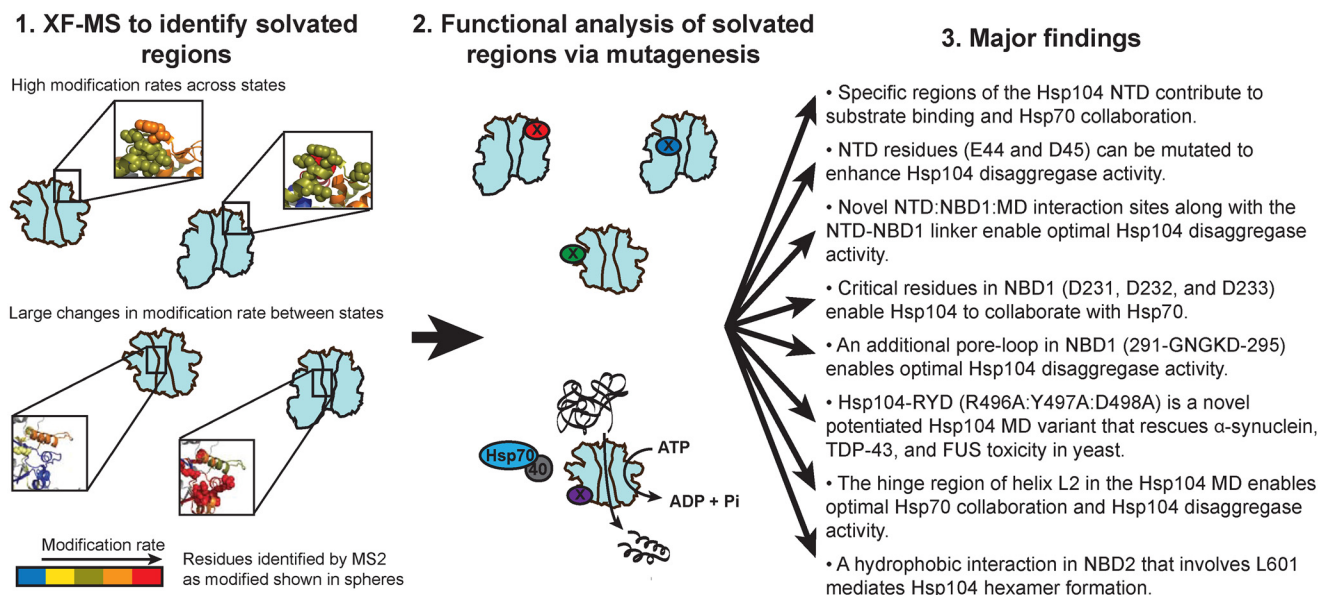 1. XF-MS to identify solvated
regions
High modification rates across states
Large changes in modification rate between states
Modification rate
Residues identified by MS2
as modified shown in spheres
2. Functional analysis of solvated
regions via mutagenesis
X
X
X
Hsp70
40
X
ATP
ADP + Pi
3. Major findings
• Specific regions of the Hsp104 NTD contribute to
substrate binding and Hsp70 collaboration.
• NTD residues (E44 and D45) can be mutated to
enhance Hsp104 disaggregase activity.
• Novel NTD:NBD1:MD interaction sites along with the
NTD-NBD1 linker enable optimal Hsp104 disaggregase
activity.
• Critical residues in NBD1 (D231, D232, and D233)
enable Hsp104 to collaborate with Hsp70.
• An additional pore-loop in NBD1 (291-GNGKD-295)
enables optimal Hsp104 disaggregase activity.
• Hsp104-RYD (R496A:Y497A:D498A) is a novel
potentiated Hsp104 MD variant that rescues α-synuclein,
TDP-43, and FUS toxicity in yeast.
• The hinge region of helix L2 in the Hsp104 MD enables
optimal Hsp70 collaboration and Hsp104 disaggregase
activity.
• A hydrophobic interaction in NBD2 that involves L601
mediates Hsp104 hexamer formation.